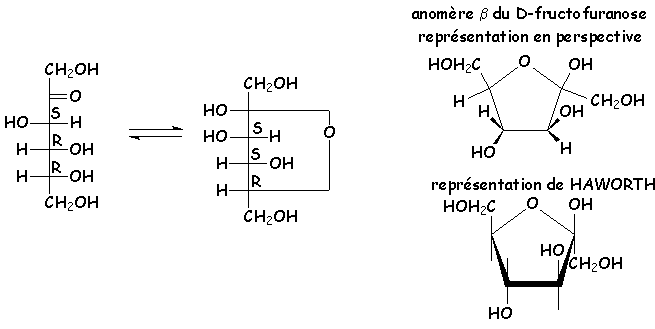 CH2OH
O
S
HO H
R
H OH
R
H OH
CH2OH
CH2OH
HO
S
HO H
O
S
H OH
R
H
CH2OH
anomère β du D-fructofuranose
représentation en perspective
HOH2C O OH
H CH2OH
H OH
HO H
représentation de HAWORTH
HOH2C O OH
HO CH2OH
HO